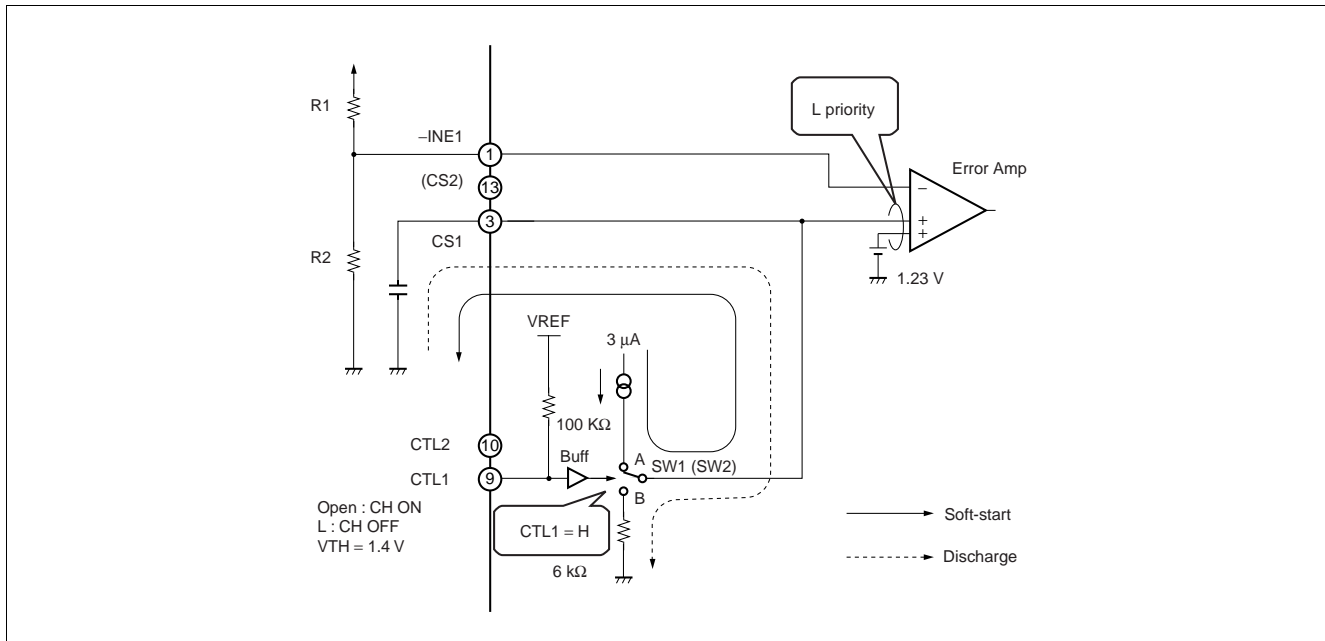 R1
L priority
–INE1
1
Error Amp
(CS2)
13
–
3
+
+
CS1
R2
1.23 V
VREF
3 μA
100 KΩ
CTL2
10
Buff
A
SW1 (SW2)
CTL1
9
B
Open : CH ON
L : CH OFF
VTH = 1.4 V
CTL1 = H
6 kΩ
Soft-start
Discharge